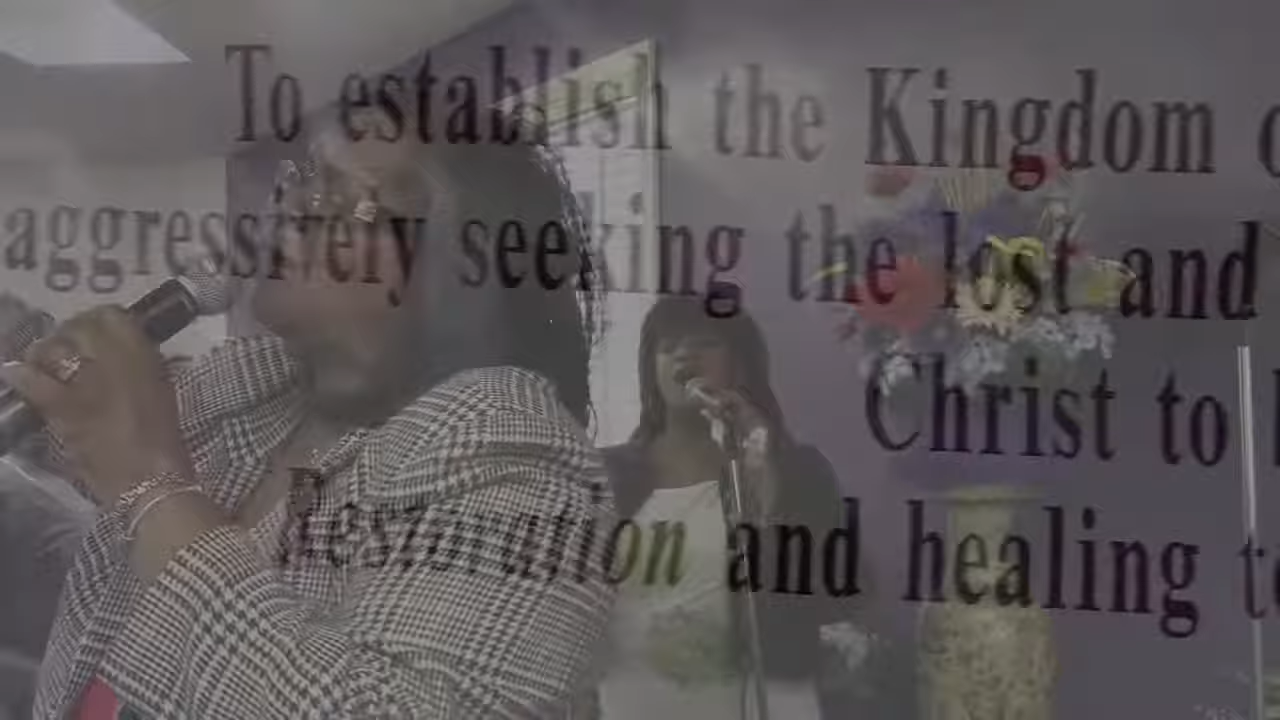 To establish the Kingdom
aggressively seeking the lost and
Christ to
Restoration and healing